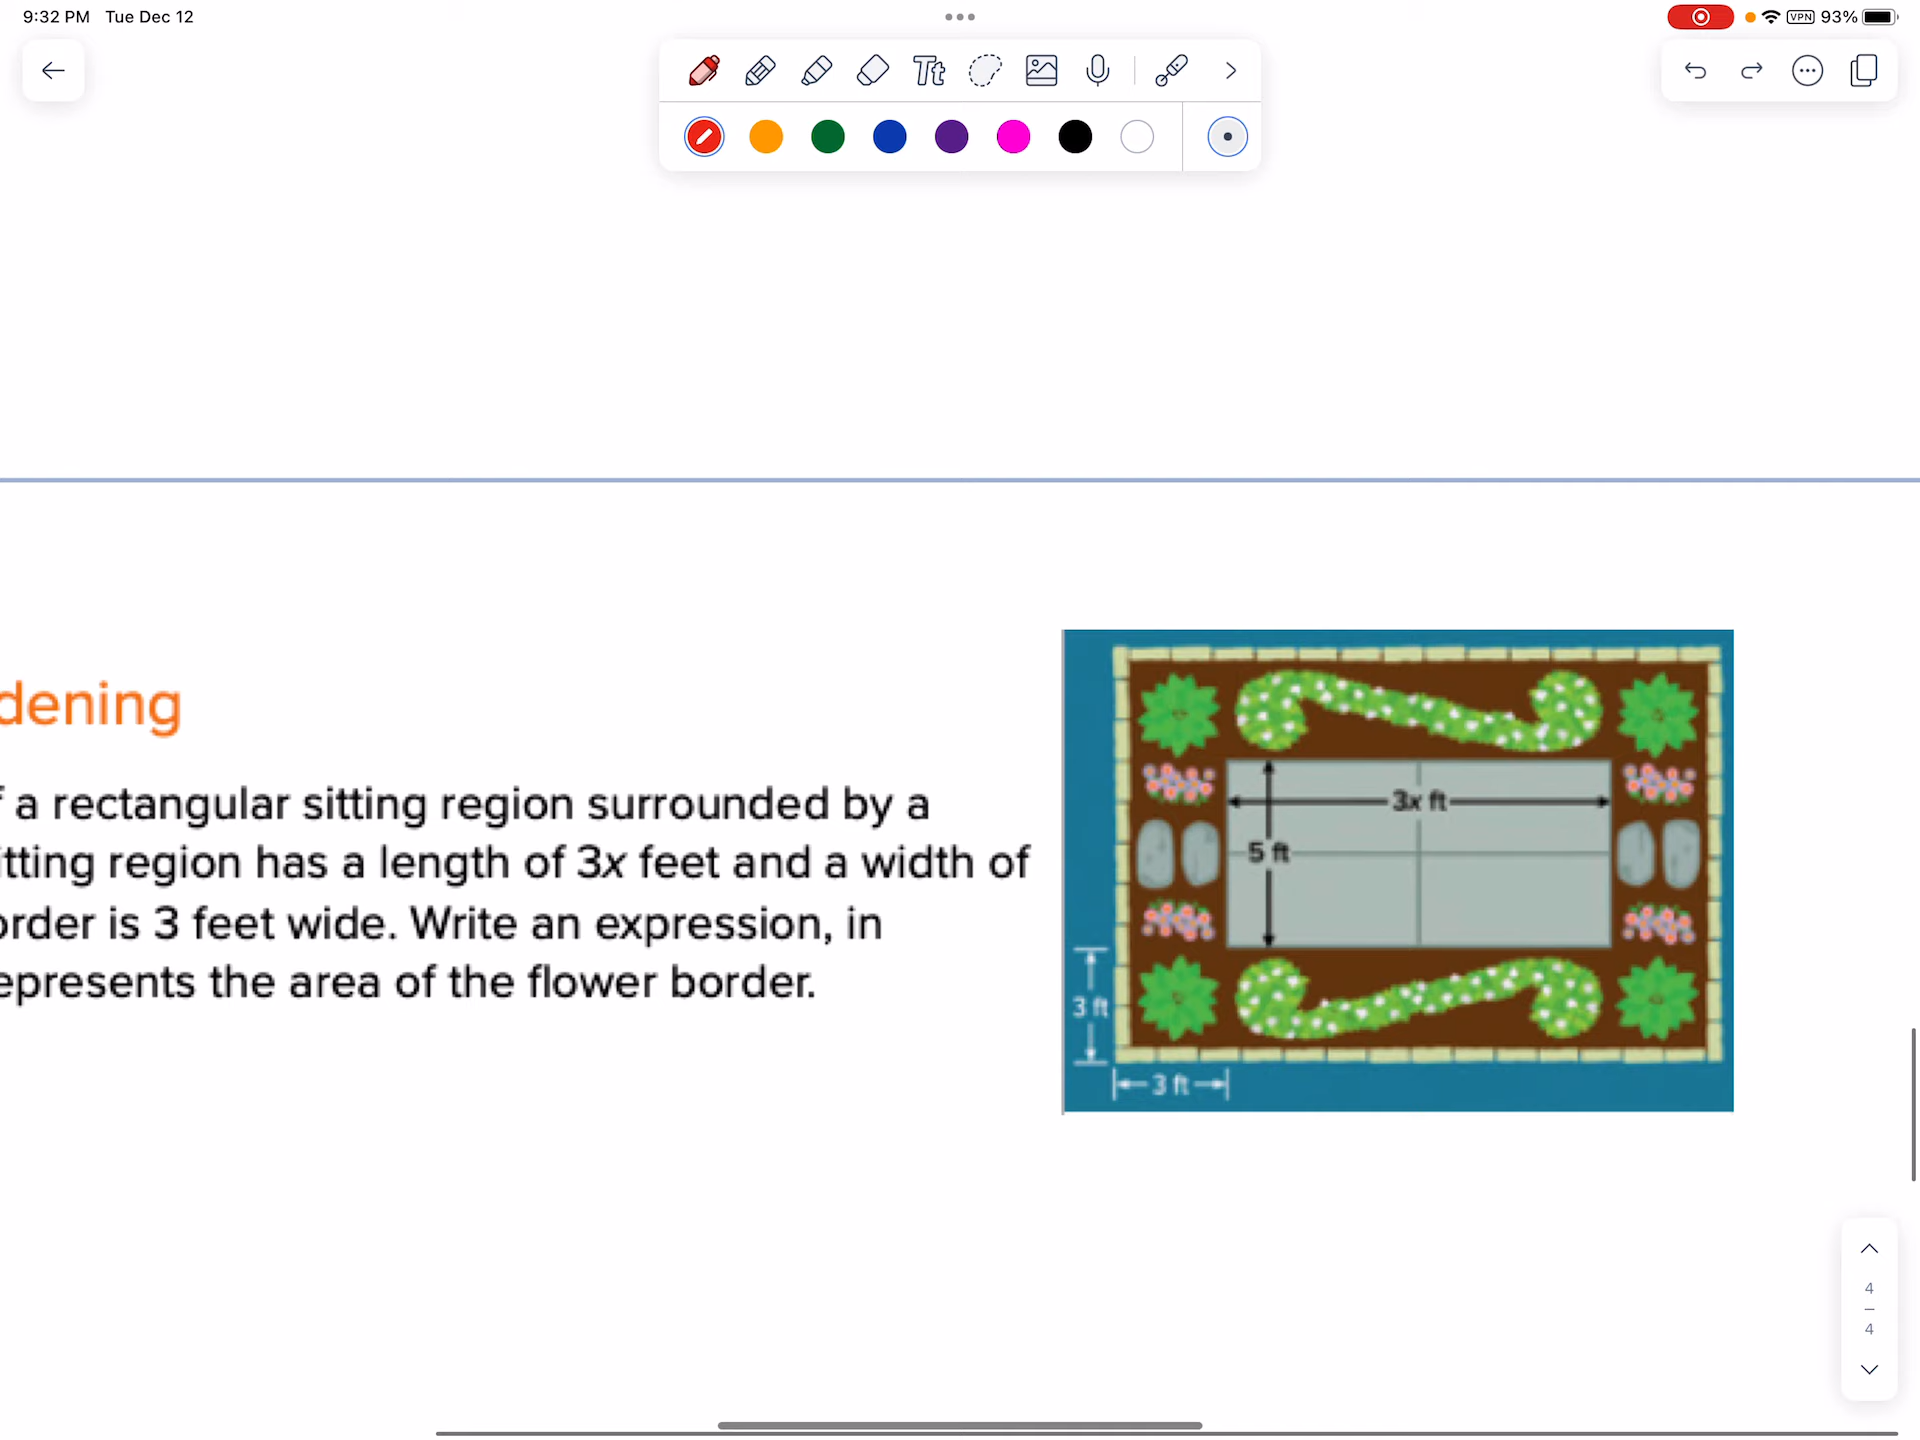 9:32 PM Tue Dec 12
VPN 93%
Tt
dening
f a rectangular sitting region surrounded by a
itting region has a length of 3x feet and a width of
order is 3 feet wide. Write an expression, in
epresents the area of the flower border.
3x ft
5 ft
3 ft
3 ft
4
4